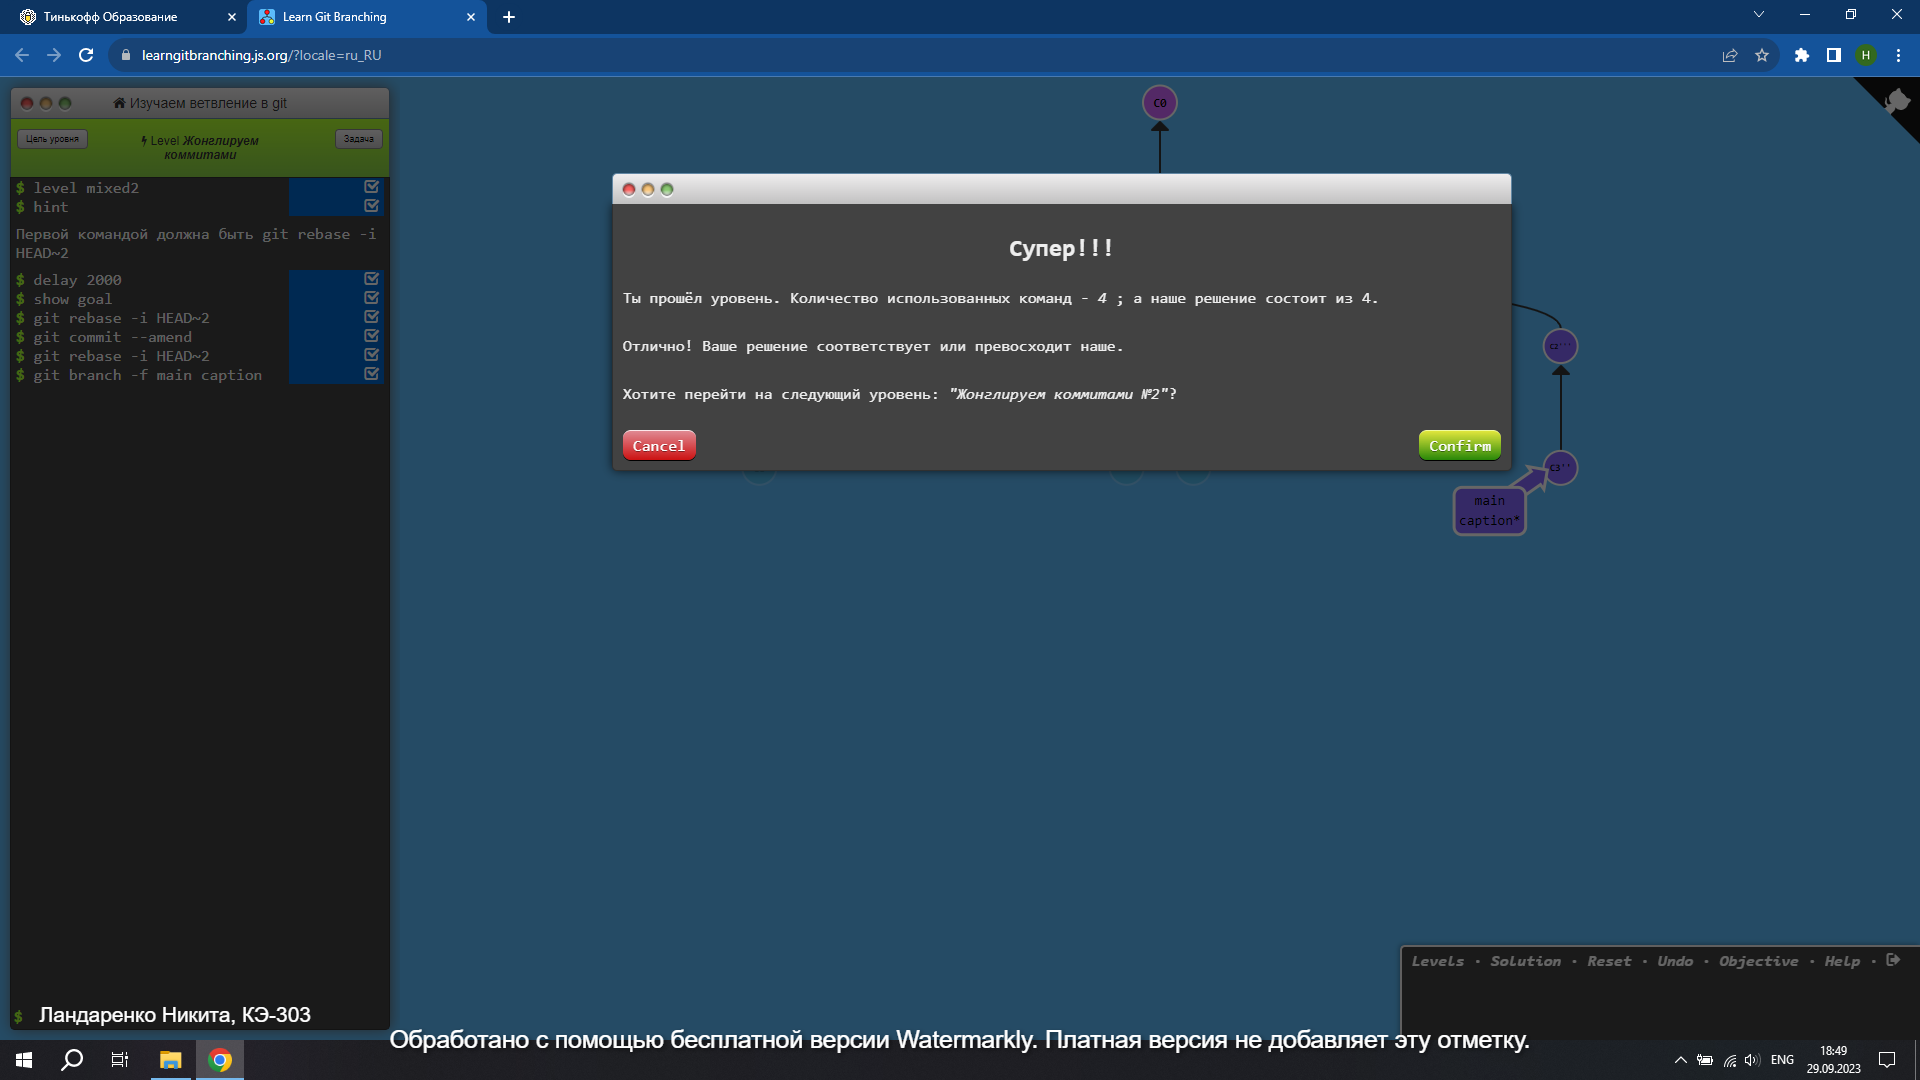 Тинькофф Образование
Learn Git Branching
learngitbranching.js.org/?locale=ru_RU
H
Изучаем ветвление в git
Цель уровня
Level Жонглируем
коммитами
Задача
$ level mixed2
$ hint
Первой командой должна быть git rebase -i
HEAD~2
$ delay 2000
$ show goal
$ git rebase -i HEAD~2
$ git commit --amend
$ git rebase -i HEAD~2
$ git branch -f main caption
C0
Супер!!!
Ты прошёл уровень. Количество использованных команд - 4 ; а наше решение состоит из 4.
Отлично! Ваше решение соответствует или превосходит наше.
Хотите перейти на следующий уровень: "Жонглируем коммитами №2"?
Cancel
Confirm
C2'''
C3''
main
caption*
Levels · Solution · Reset · Undo · Objective · Help ·
$
Ландаренко Никита, КЭ-303
Обработано с помощью бесплатной версии Watermarkly. Платная версия не добавляет эту отметку.
ENG
18:49
29.09.2023